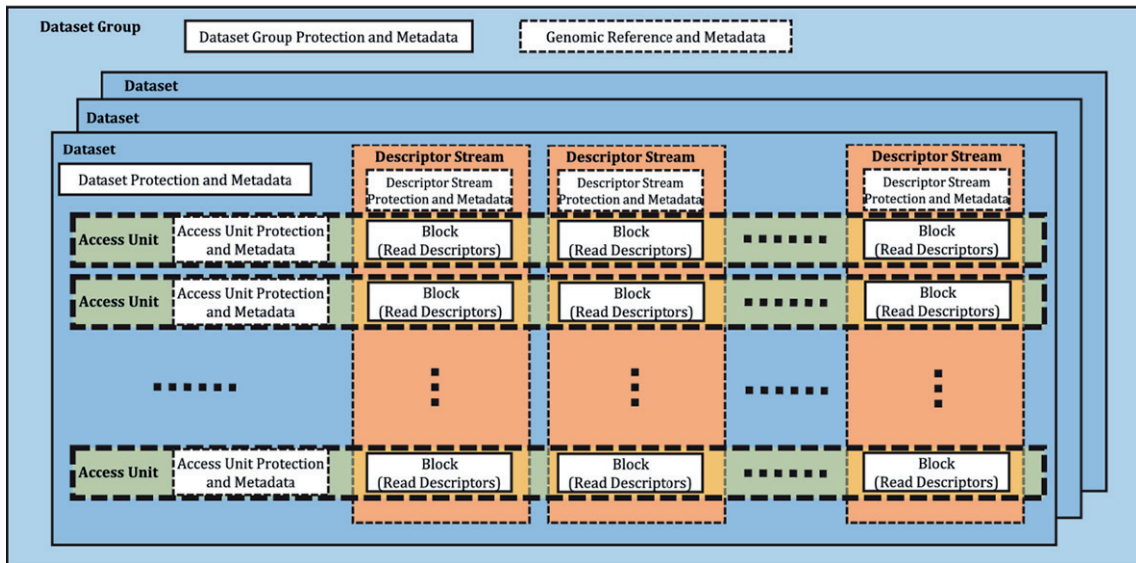 Dataset Group
Dataset Group Protection and Metadata
Genomic Reference and Metadata
Dataset
Dataset
Dataset
Dataset Protection and Metadata
Descriptor Stream
Descriptor Stream
Descriptor Stream
Descriptor Stream
Protection and Metadata
Descriptor Stream
Protection and Metadata
Descriptor Stream
Protection and Metadata
Access Unit
Access Unit Protection
and Metadata
Block
(Read Descriptors)
Block
(Read Descriptors)
Block
(Read Descriptors)
Access Unit
Access Unit Protection
and Metadata
Block
(Read Descriptors)
Block
(Read Descriptors)
Block
(Read Descriptors)
Access Unit
Access Unit Protection
and Metadata
Block
(Read Descriptors)
Block
(Read Descriptors)
Block
(Read Descriptors)